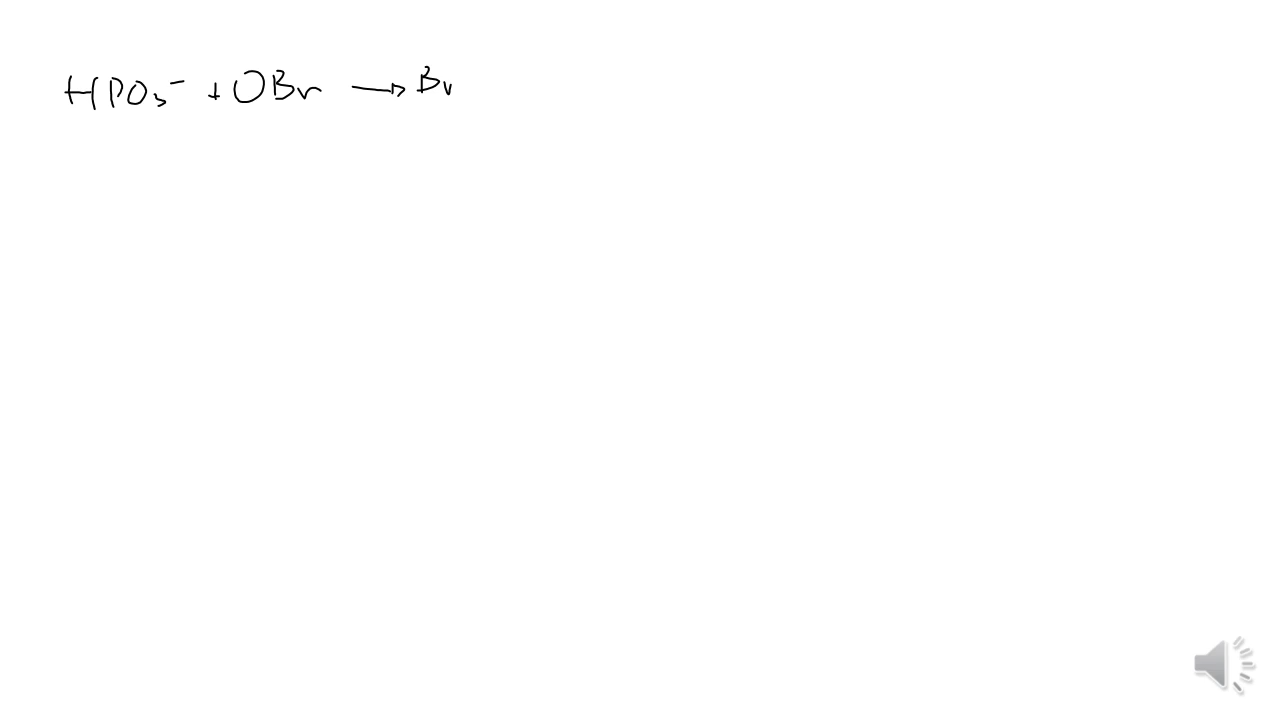 HPO₃⁻ + OBr → Br